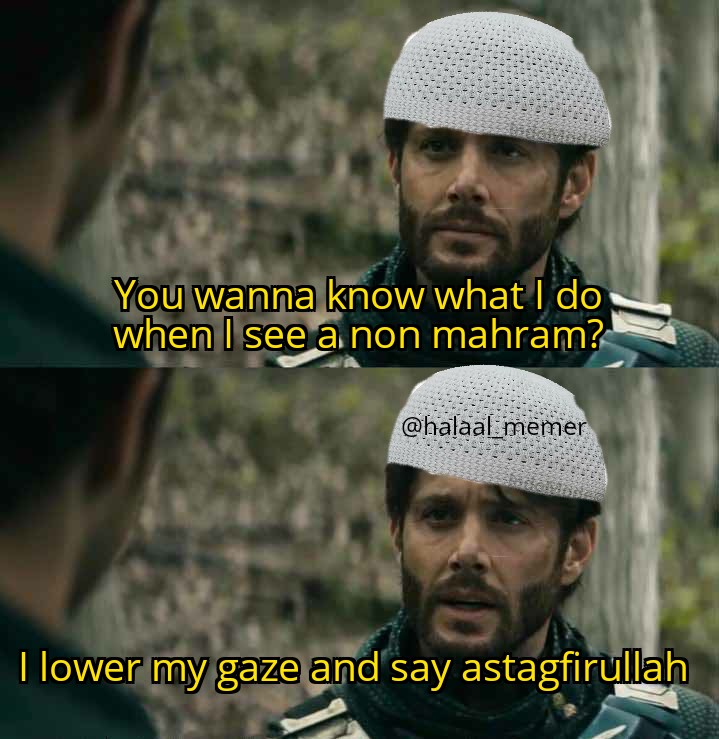 You wanna know what I do
when I see a non mahram?
@halaal_memer
I lower my gaze and say astagfirullah